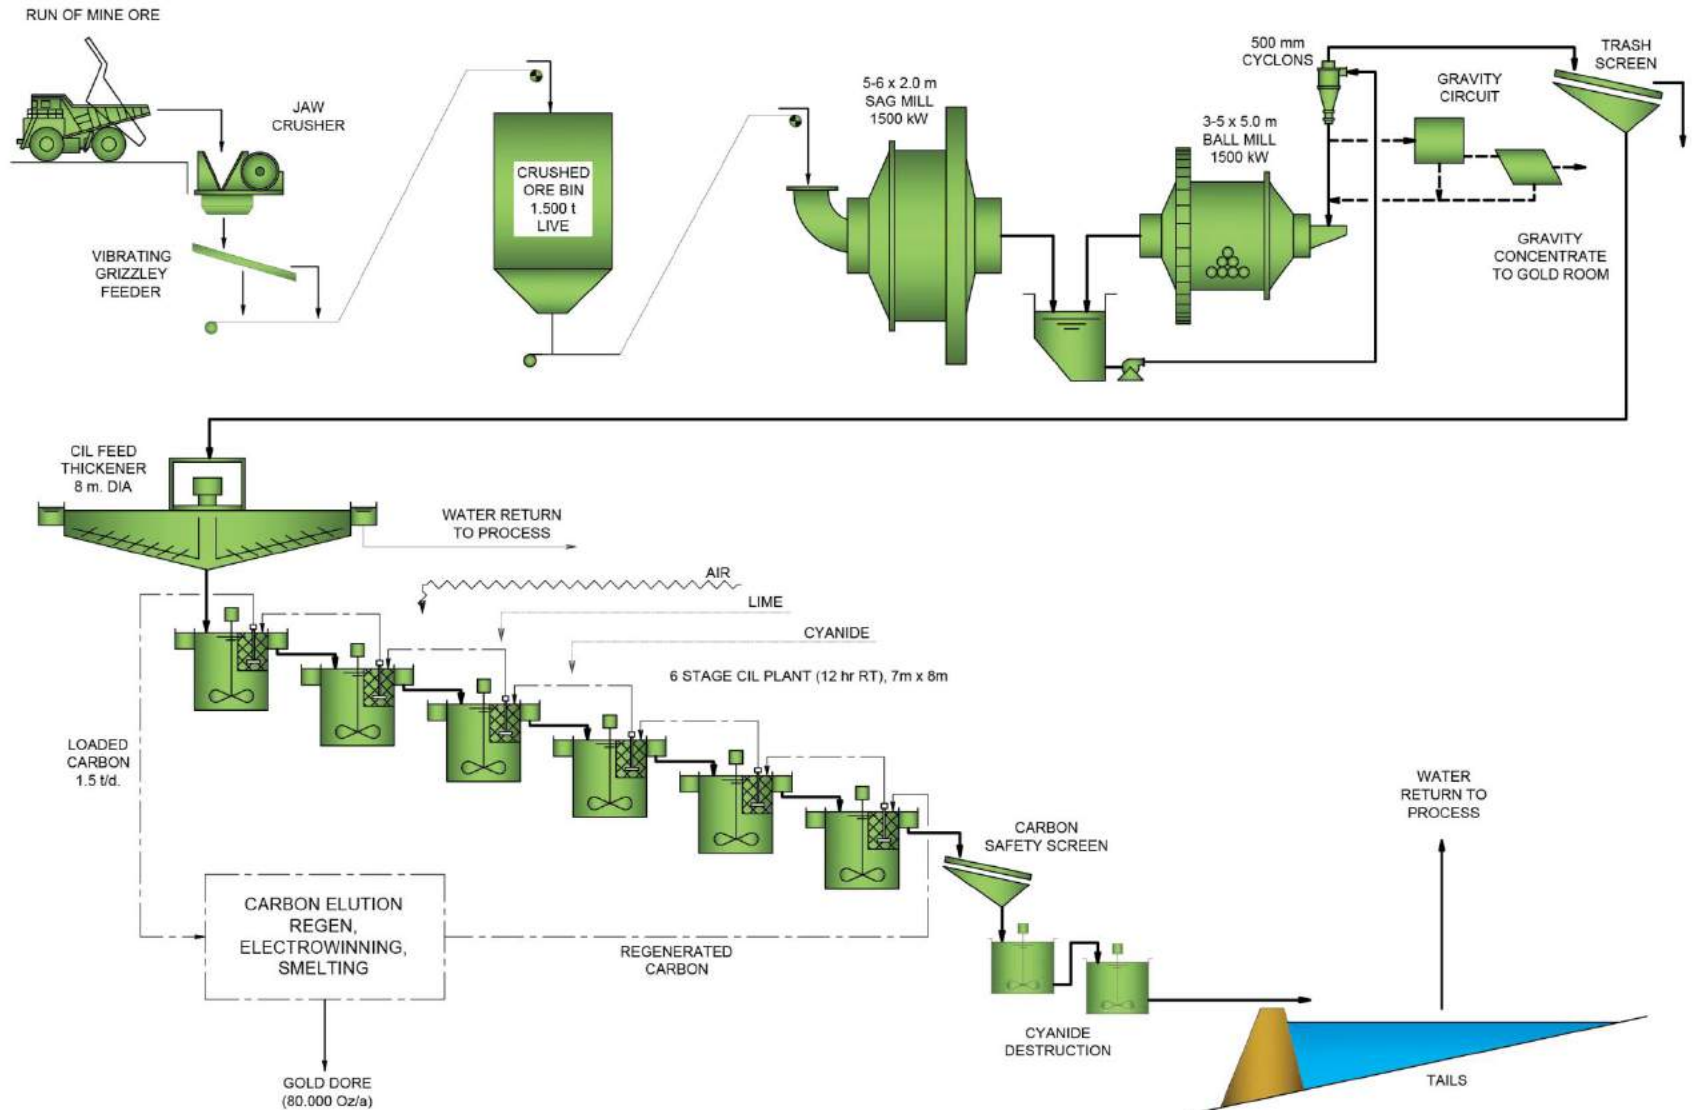 RUN OF MINE ORE
JAW
CRUSHER
VIBRATING
GRIZZLEY
FEEDER
CRUSHED
ORE BIN
1.500 t
LIVE
5-6 x 2.0 m
SAG MILL
1500 kW
3-5 x 5.0 m
BALL MILL
1500 kW
500 mm
CYCLONS
GRAVITY
CIRCUIT
TRASH
SCREEN
GRAVITY
CONCENTRATE
TO GOLD ROOM
CIL FEED
THICKENER
8 m. DIA
WATER RETURN
TO PROCESS
AIR
LIME
CYANIDE
6 STAGE CIL PLANT (12 hr RT), 7m x 8m
LOADED
CARBON
1.5 t/d.
CARBON ELUTION
REGEN,
ELECTROWINNING,
SMELTING
REGENERATED
CARBON
GOLD DORE
(80.000 Oz/a)
CARBON
SAFETY SCREEN
CYANIDE
DESTRUCTION
WATER
RETURN TO
PROCESS
TAILS